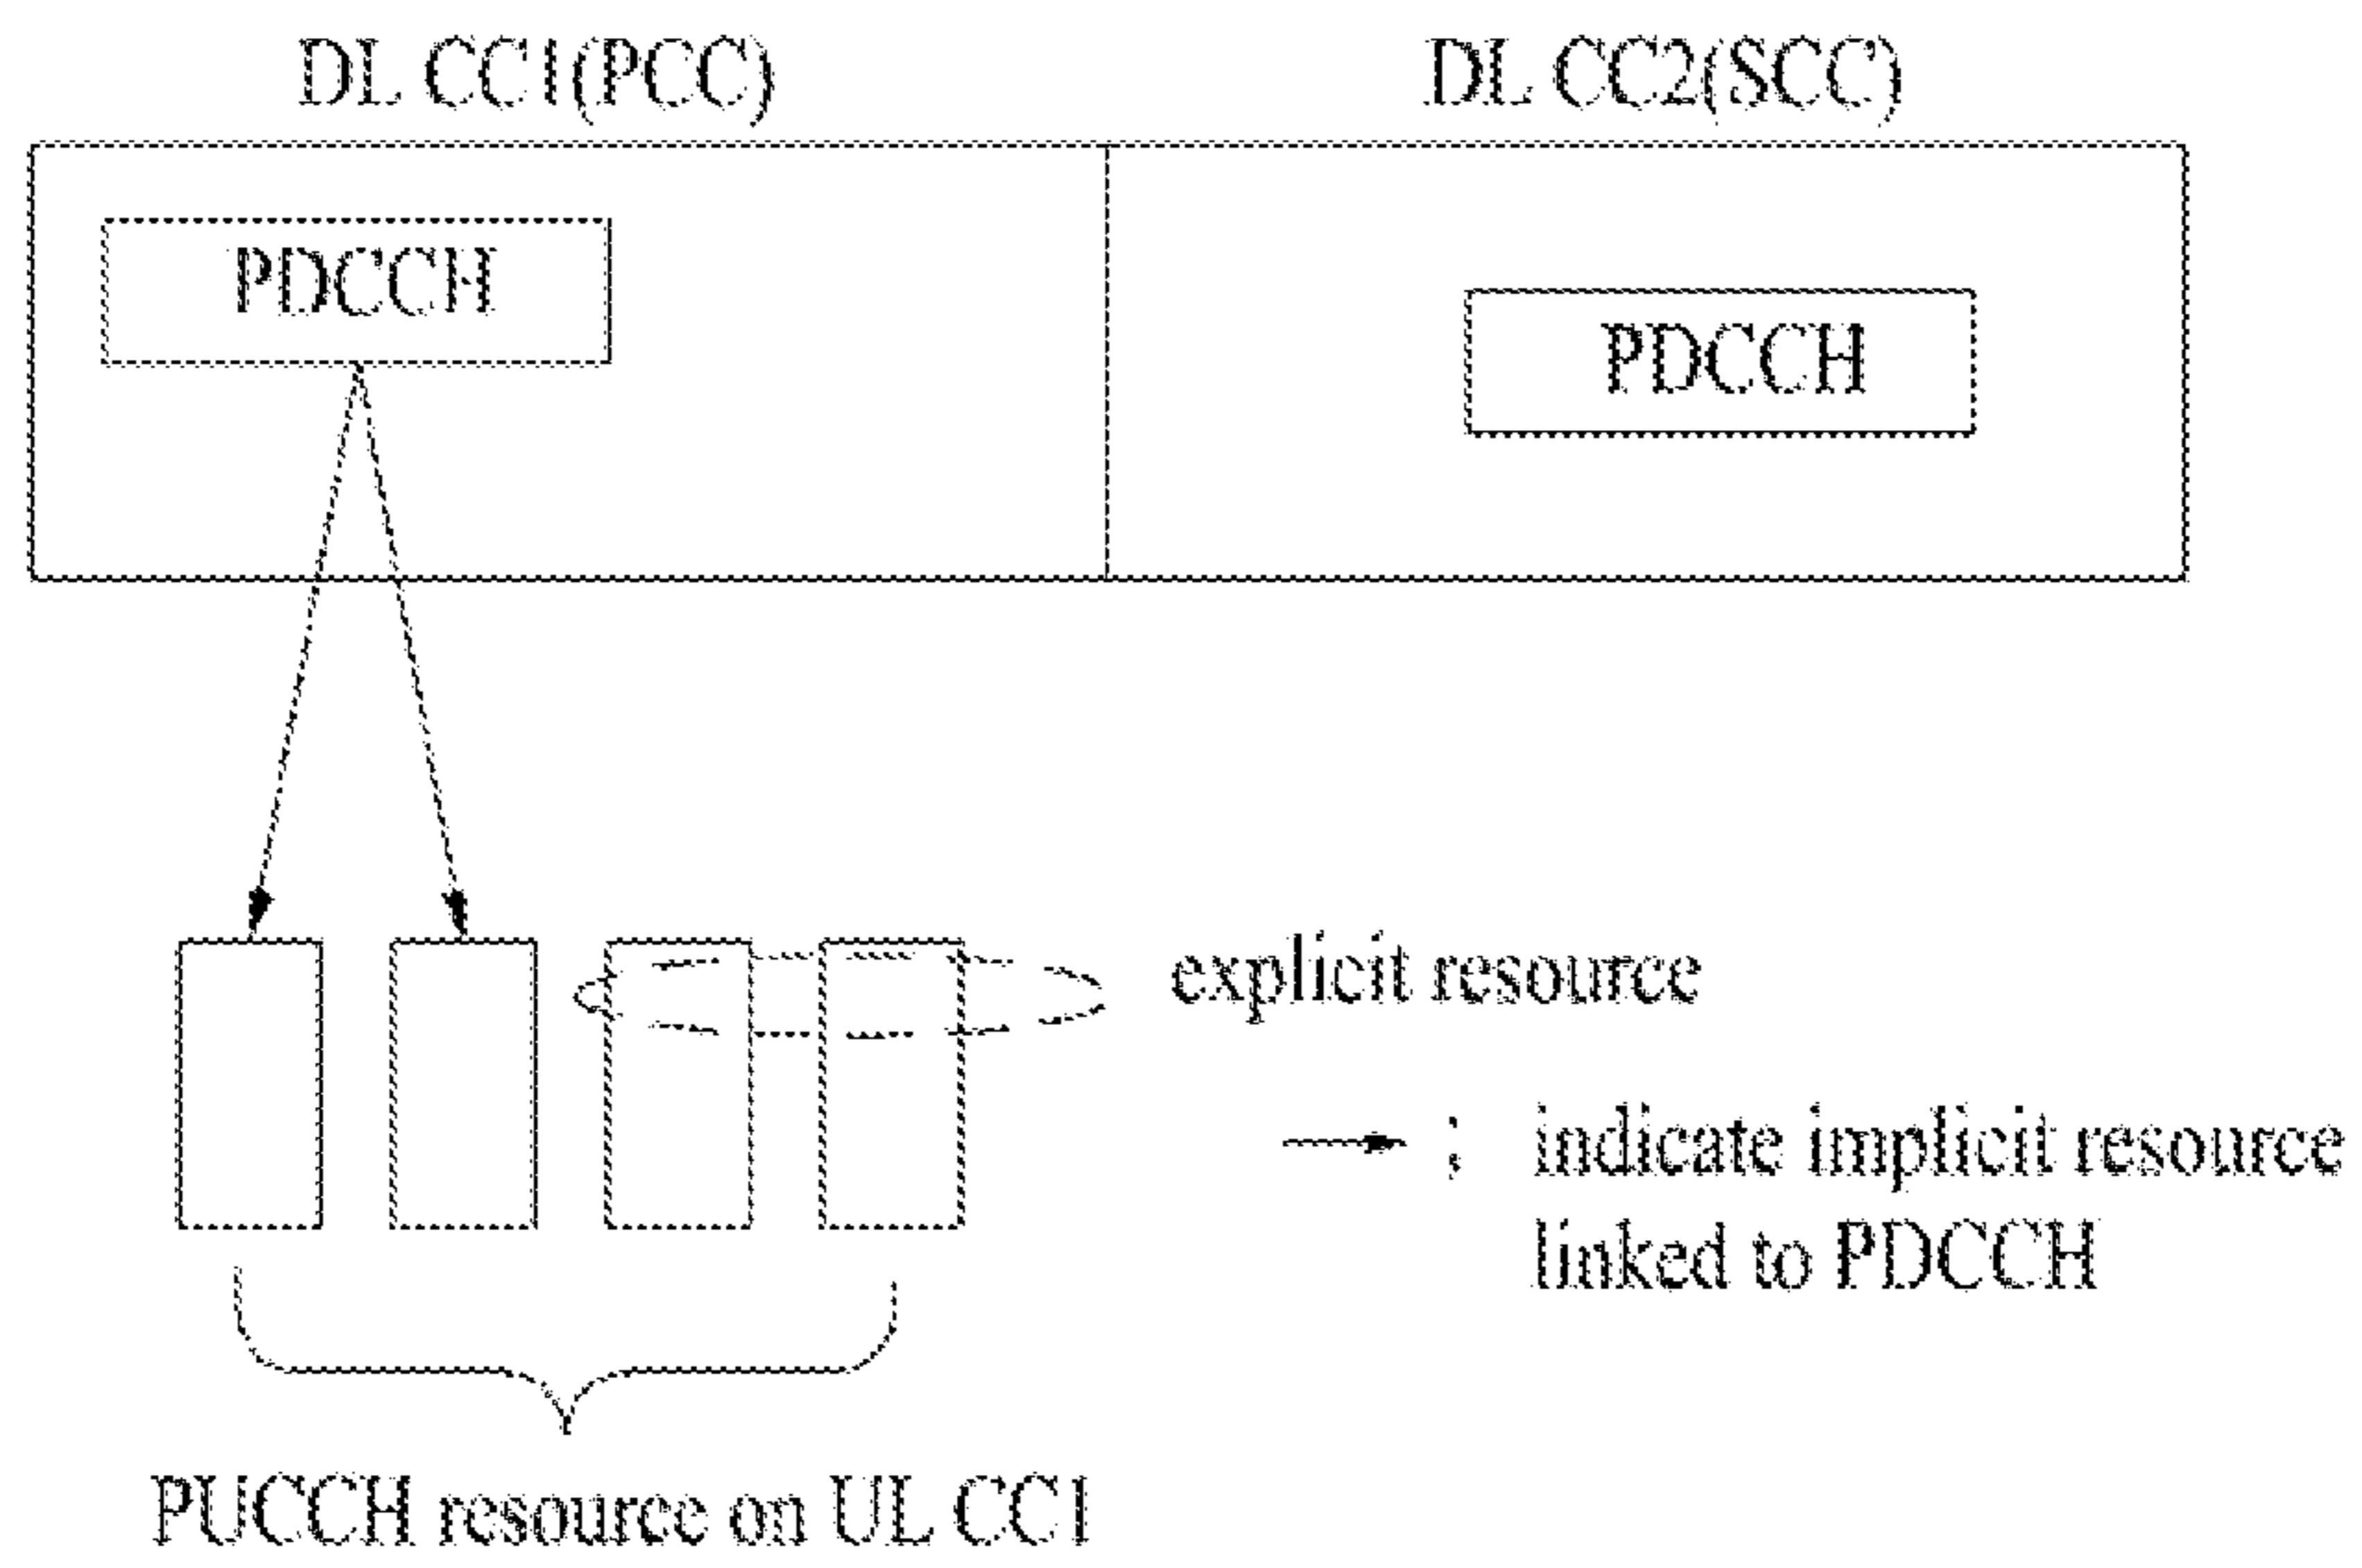 DL CC1(PCC)
DL CC2(SCC)
PDCCH
PDCCH
explicit resource
; indicate implicit resource
linked to PDCCH
PUCCH resource on UL CC1